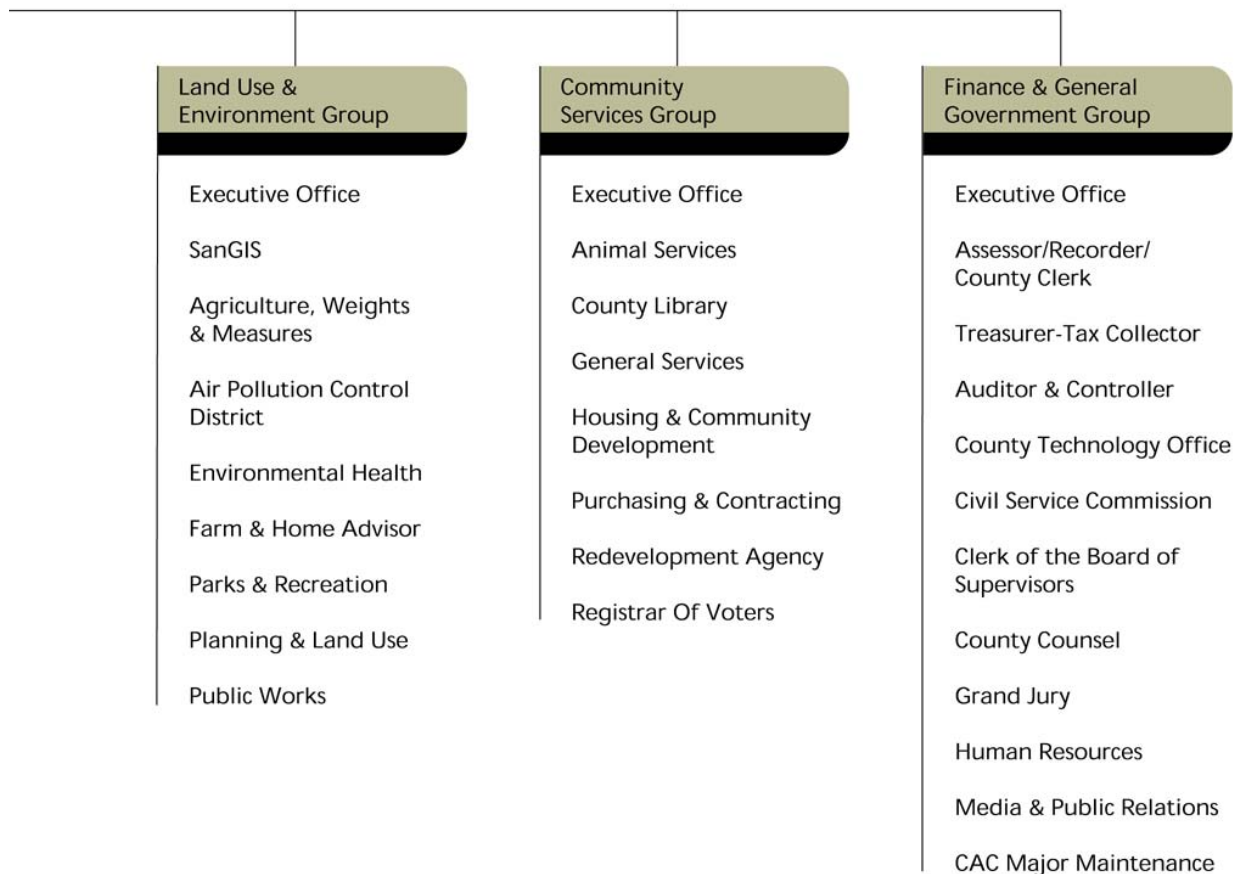 Land Use &
Environment Group
Executive Office
SanGIS
Agriculture, Weights
& Measures
Air Pollution Control
District
Environmental Health
Farm & Home Advisor
Parks & Recreation
Planning & Land Use
Public Works
Community
Services Group
Executive Office
Animal Services
County Library
General Services
Housing & Community
Development
Purchasing & Contracting
Redevelopment Agency
Registrar Of Voters
Finance & General
Government Group
Executive Office
Assessor/Recorder/
County Clerk
Treasurer-Tax Collector
Auditor & Controller
County Technology Office
Civil Service Commission
Clerk of the Board of
Supervisors
County Counsel
Grand Jury
Human Resources
Media & Public Relations
CAC Major Maintenance